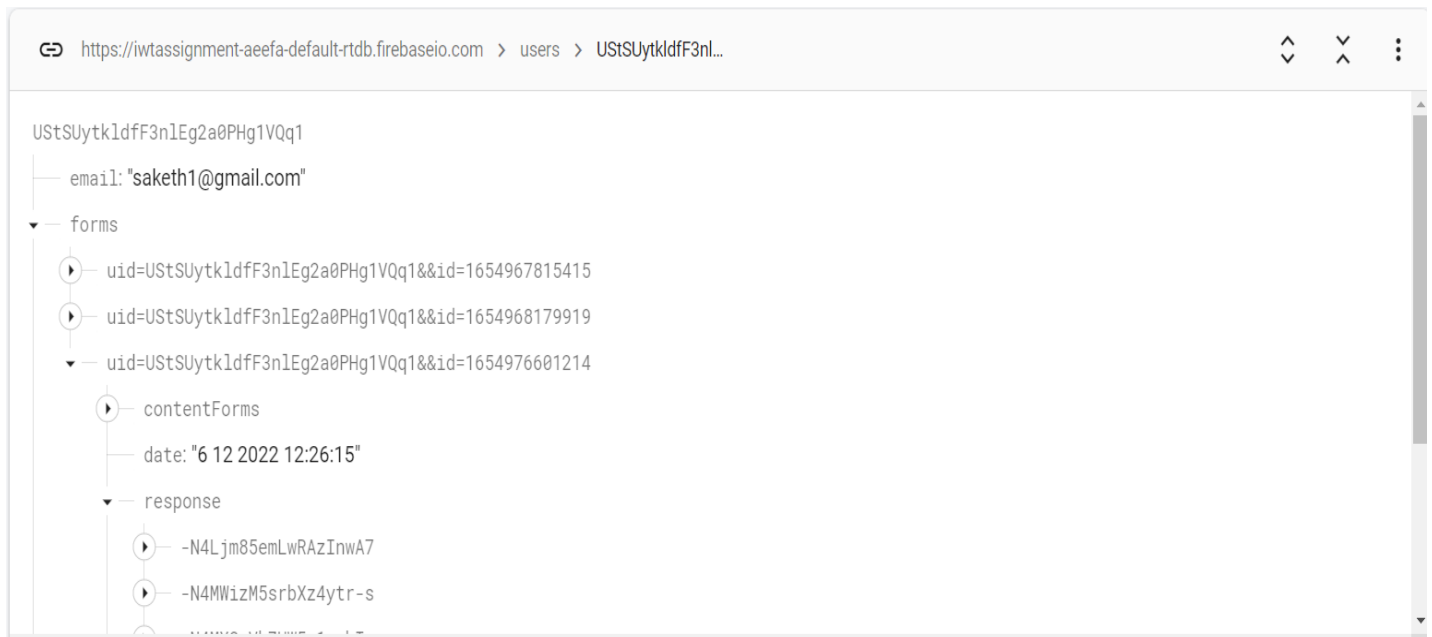 https://iwtassignment-aeefa-default-rtdb.firebaseio.com > users > UStSUytkldfF3nl...
UStSUytkldfF3nlEg2a0PHg1VQq1
email: "saketh1@gmail.com"
forms
uid=UStSUytkldfF3nlEg2a0PHg1VQq1&&id=1654967815415
uid=UStSUytkldfF3nlEg2a0PHg1VQq1&&id=1654968179919
uid=UStSUytkldfF3nlEg2a0PHg1VQq1&&id=1654976601214
contentForms
date: "6 12 2022 12:26:15"
response
-N4Ljm85emLwRAzInwA7
-N4MWizM5srbXz4ytr-s